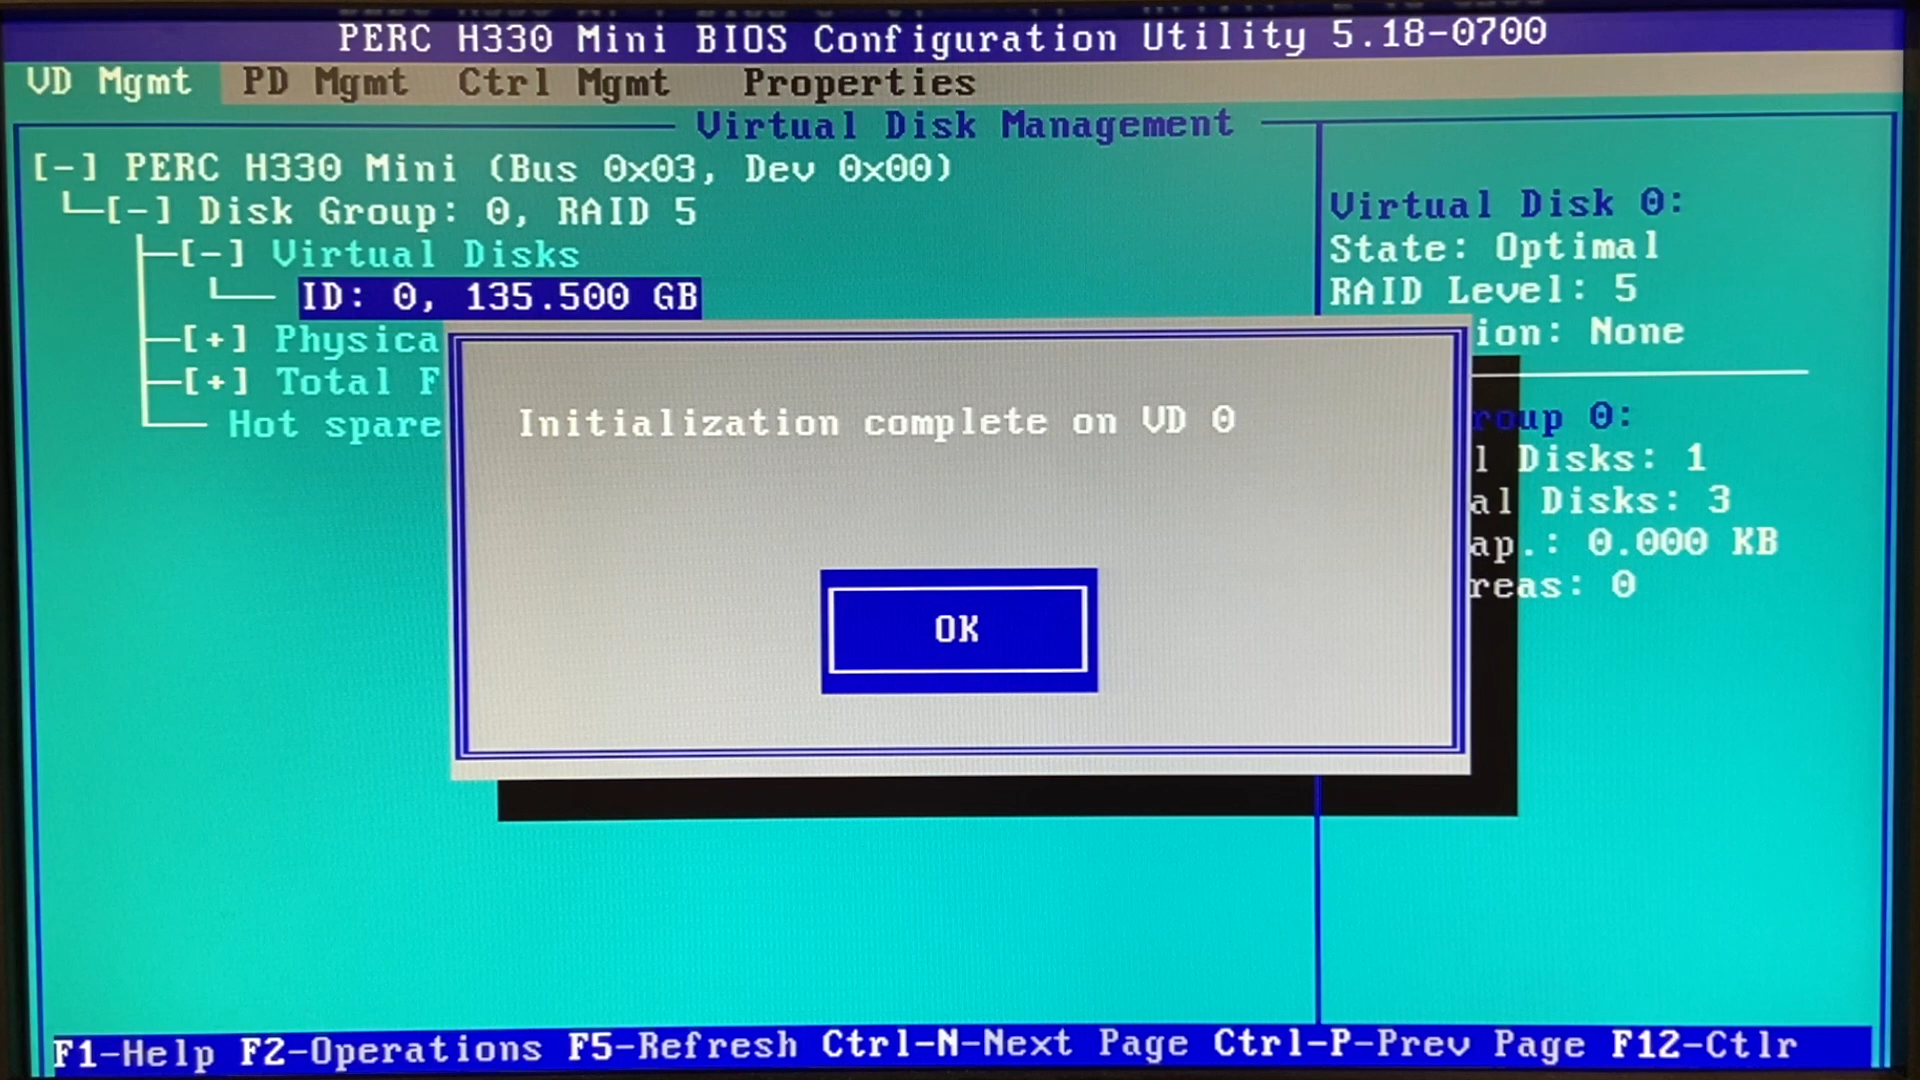 PERC H330 Mini BIOS Configuration Utility 5.18-0700
VD Mgmt PD Mgmt Ctrl Mgmt Properties
Virtual Disk Management
[-] PERC H330 Mini (Bus 0x03, Dev 0x00)
[-] Disk Group: 0, RAID 5
[-] Virtual Disks
ID: 0, 135.500 GB
[+] Physica
[+] Total F
Hot spare
Virtual Disk 0:
State: Optimal
RAID Level: 5
ion: None
roup 0:
l Disks: 1
al Disks: 3
ap.: 0.000 KB
reas: 0
Initialization complete on VD 0
OK
F1-Help F2-Operations F5-Refresh Ctrl-N-Next Page Ctrl-P-Prev Page F12-Ctlr